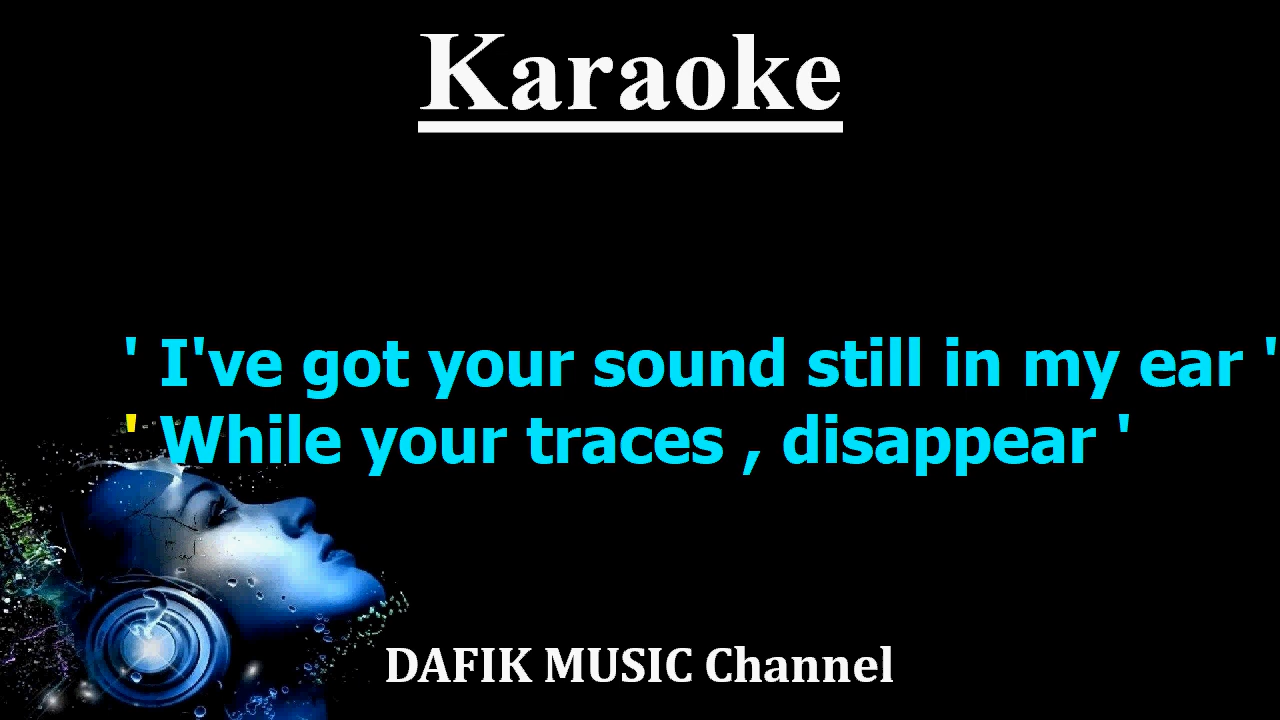 Karaoke
' I've got your sound still in my ear '
' While your traces , disappear '
DAFIK MUSIC Channel